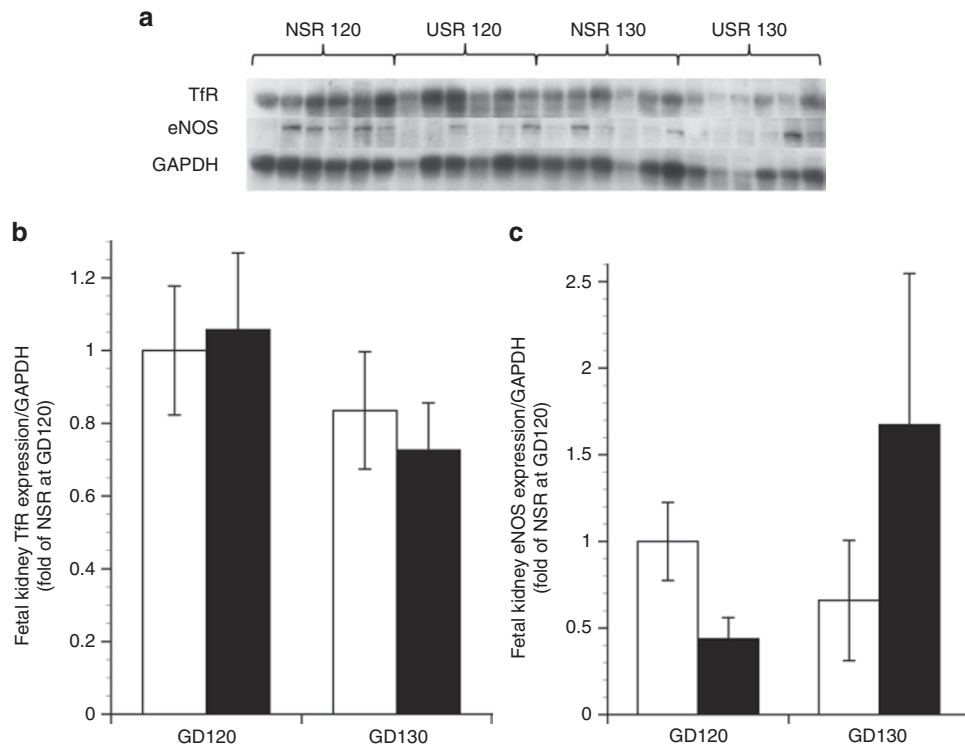 a
NSR 120 USR 120 NSR 130 USR 130
TfR
eNOS
GAPDH
b
Fetal kidney TfR expression/GAPDH
(fold of NSR at GD120)
1.2
1
0.8
0.6
0.4
0.2
0
GD120 GD130
c
Fetal kidney eNOS expression/GAPDH
(fold of NSR at GD120)
2.5
2
1.5
1
0.5
0
GD120 GD130